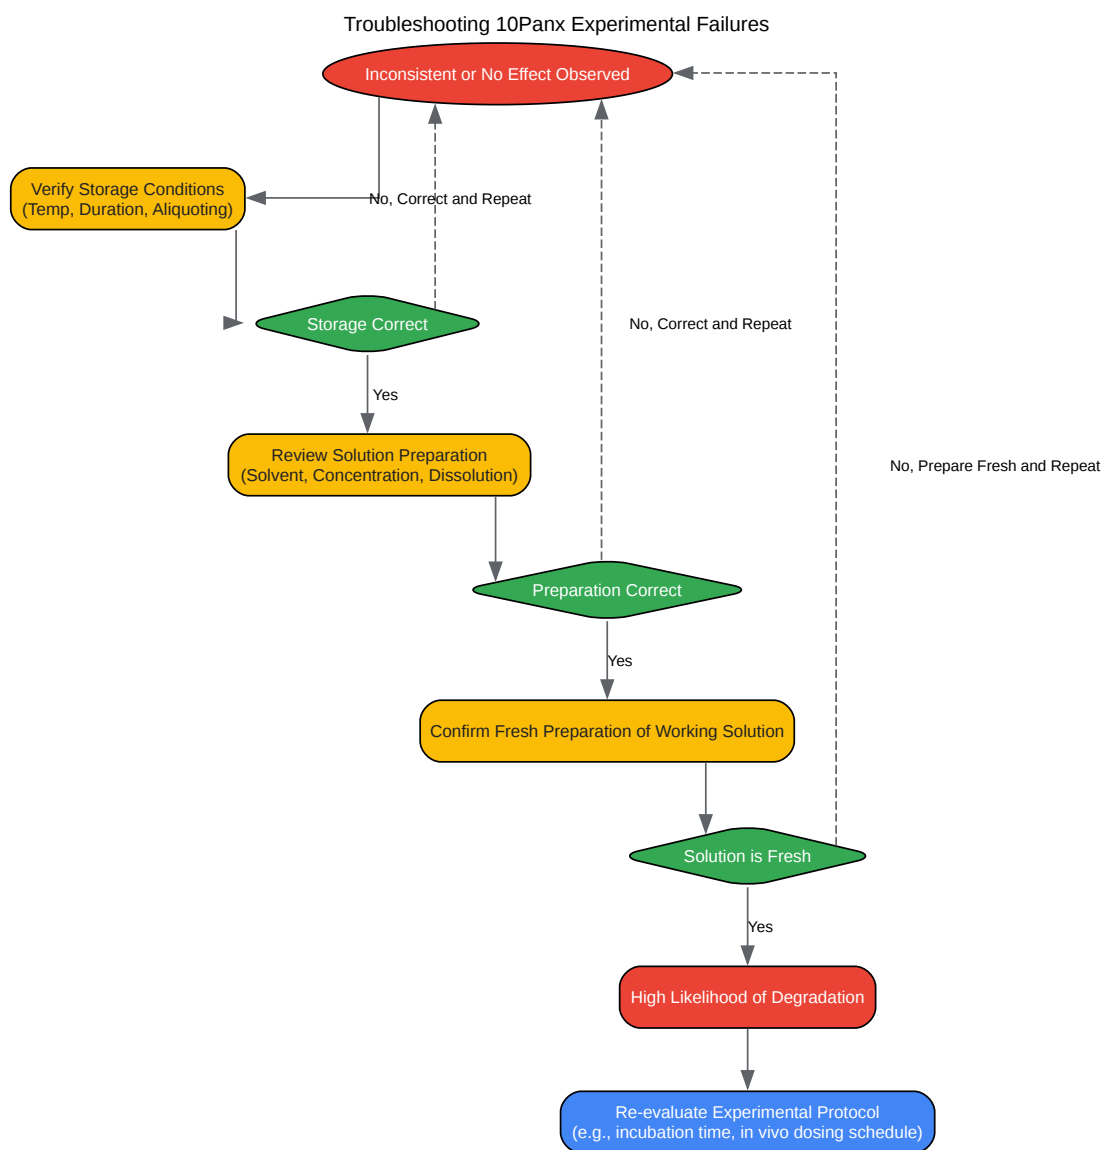 Troubleshooting 10Panx Experimental Failures
Inconsistent or No Effect Observed
Verify Storage Conditions
(Temp, Duration, Aliquoting)
No, Correct and Repeat
Storage Correct
No, Correct and Repeat
Yes
Review Solution Preparation
(Solvent, Concentration, Dissolution)
No, Prepare Fresh and Repeat
Preparation Correct
Yes
Confirm Fresh Preparation of Working Solution
Solution is Fresh
Yes
High Likelihood of Degradation
Re-evaluate Experimental Protocol
(e.g., incubation time, in vivo dosing schedule)